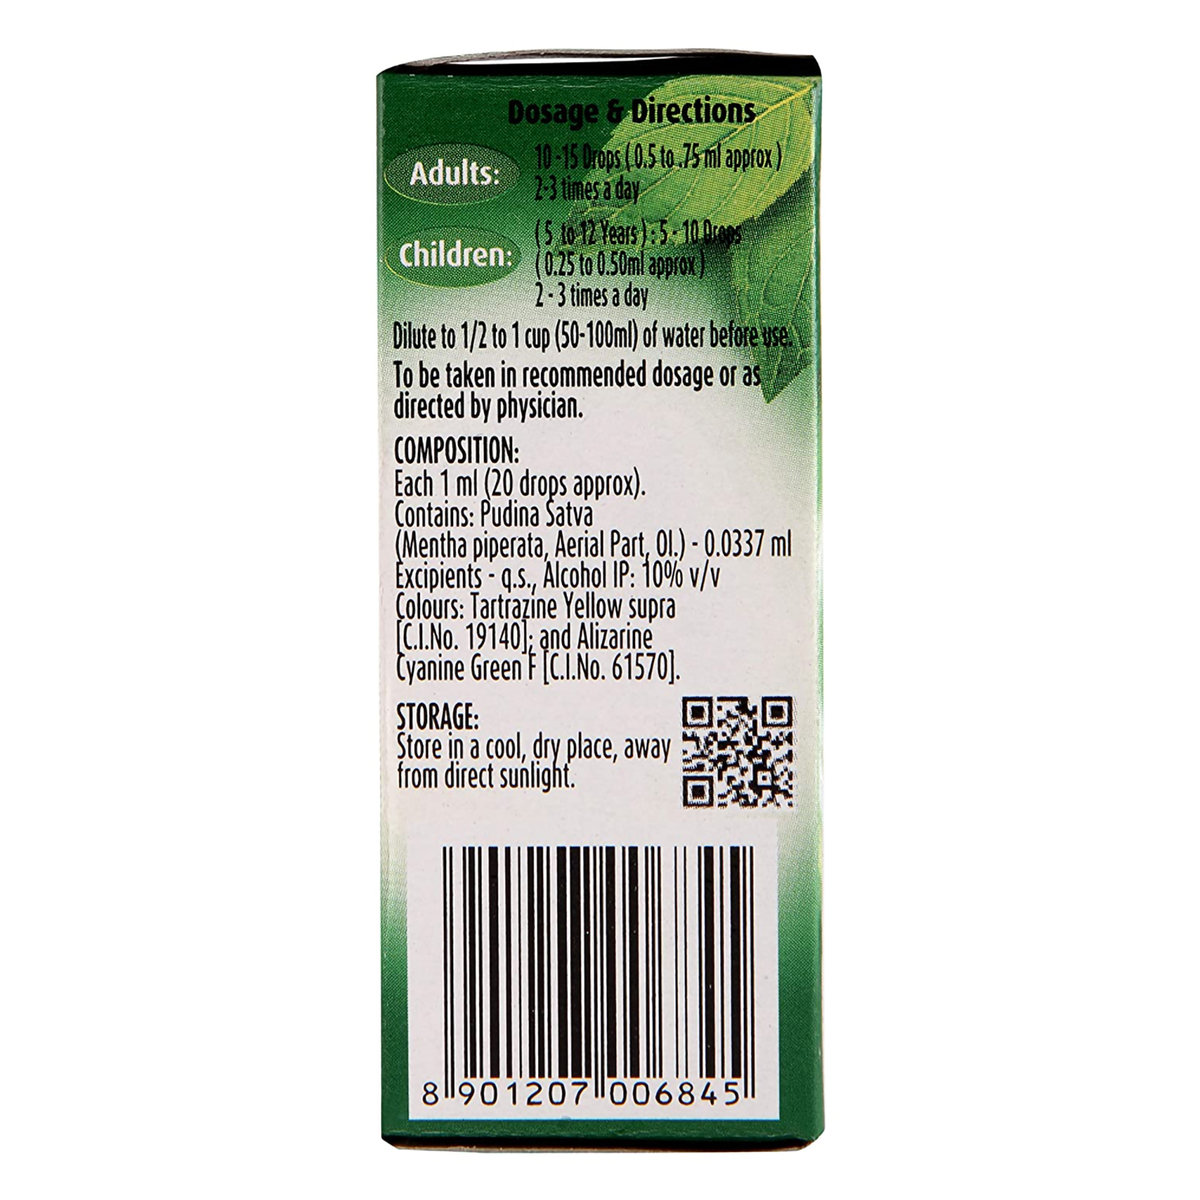 Dosage & Directions
Adults:
10 -15 Drops ( 0.5 to .75 ml approx )
2-3 times a day
Children:
( 5 to 12 Years ) : 5 - 10 Drops
( 0.25 to 0.50ml approx )
2 - 3 times a day
Dilute to 1/2 to 1 cup (50-100ml) of water before use.
To be taken in recommended dosage or as
directed by physician.
COMPOSITION:
Each 1 ml (20 drops approx).
Contains: Pudina Satva
(Mentha piperata, Aerial Part, Ol.) - 0.0337 ml
Excipients - q.s., Alcohol IP: 10% v/v
Colours: Tartrazine Yellow supra
[C.I.No. 19140]; and Alizarine
Cyanine Green F [C.I.No. 61570].
STORAGE:
Store in a cool, dry place, away
from direct sunlight.
8 901207 006845